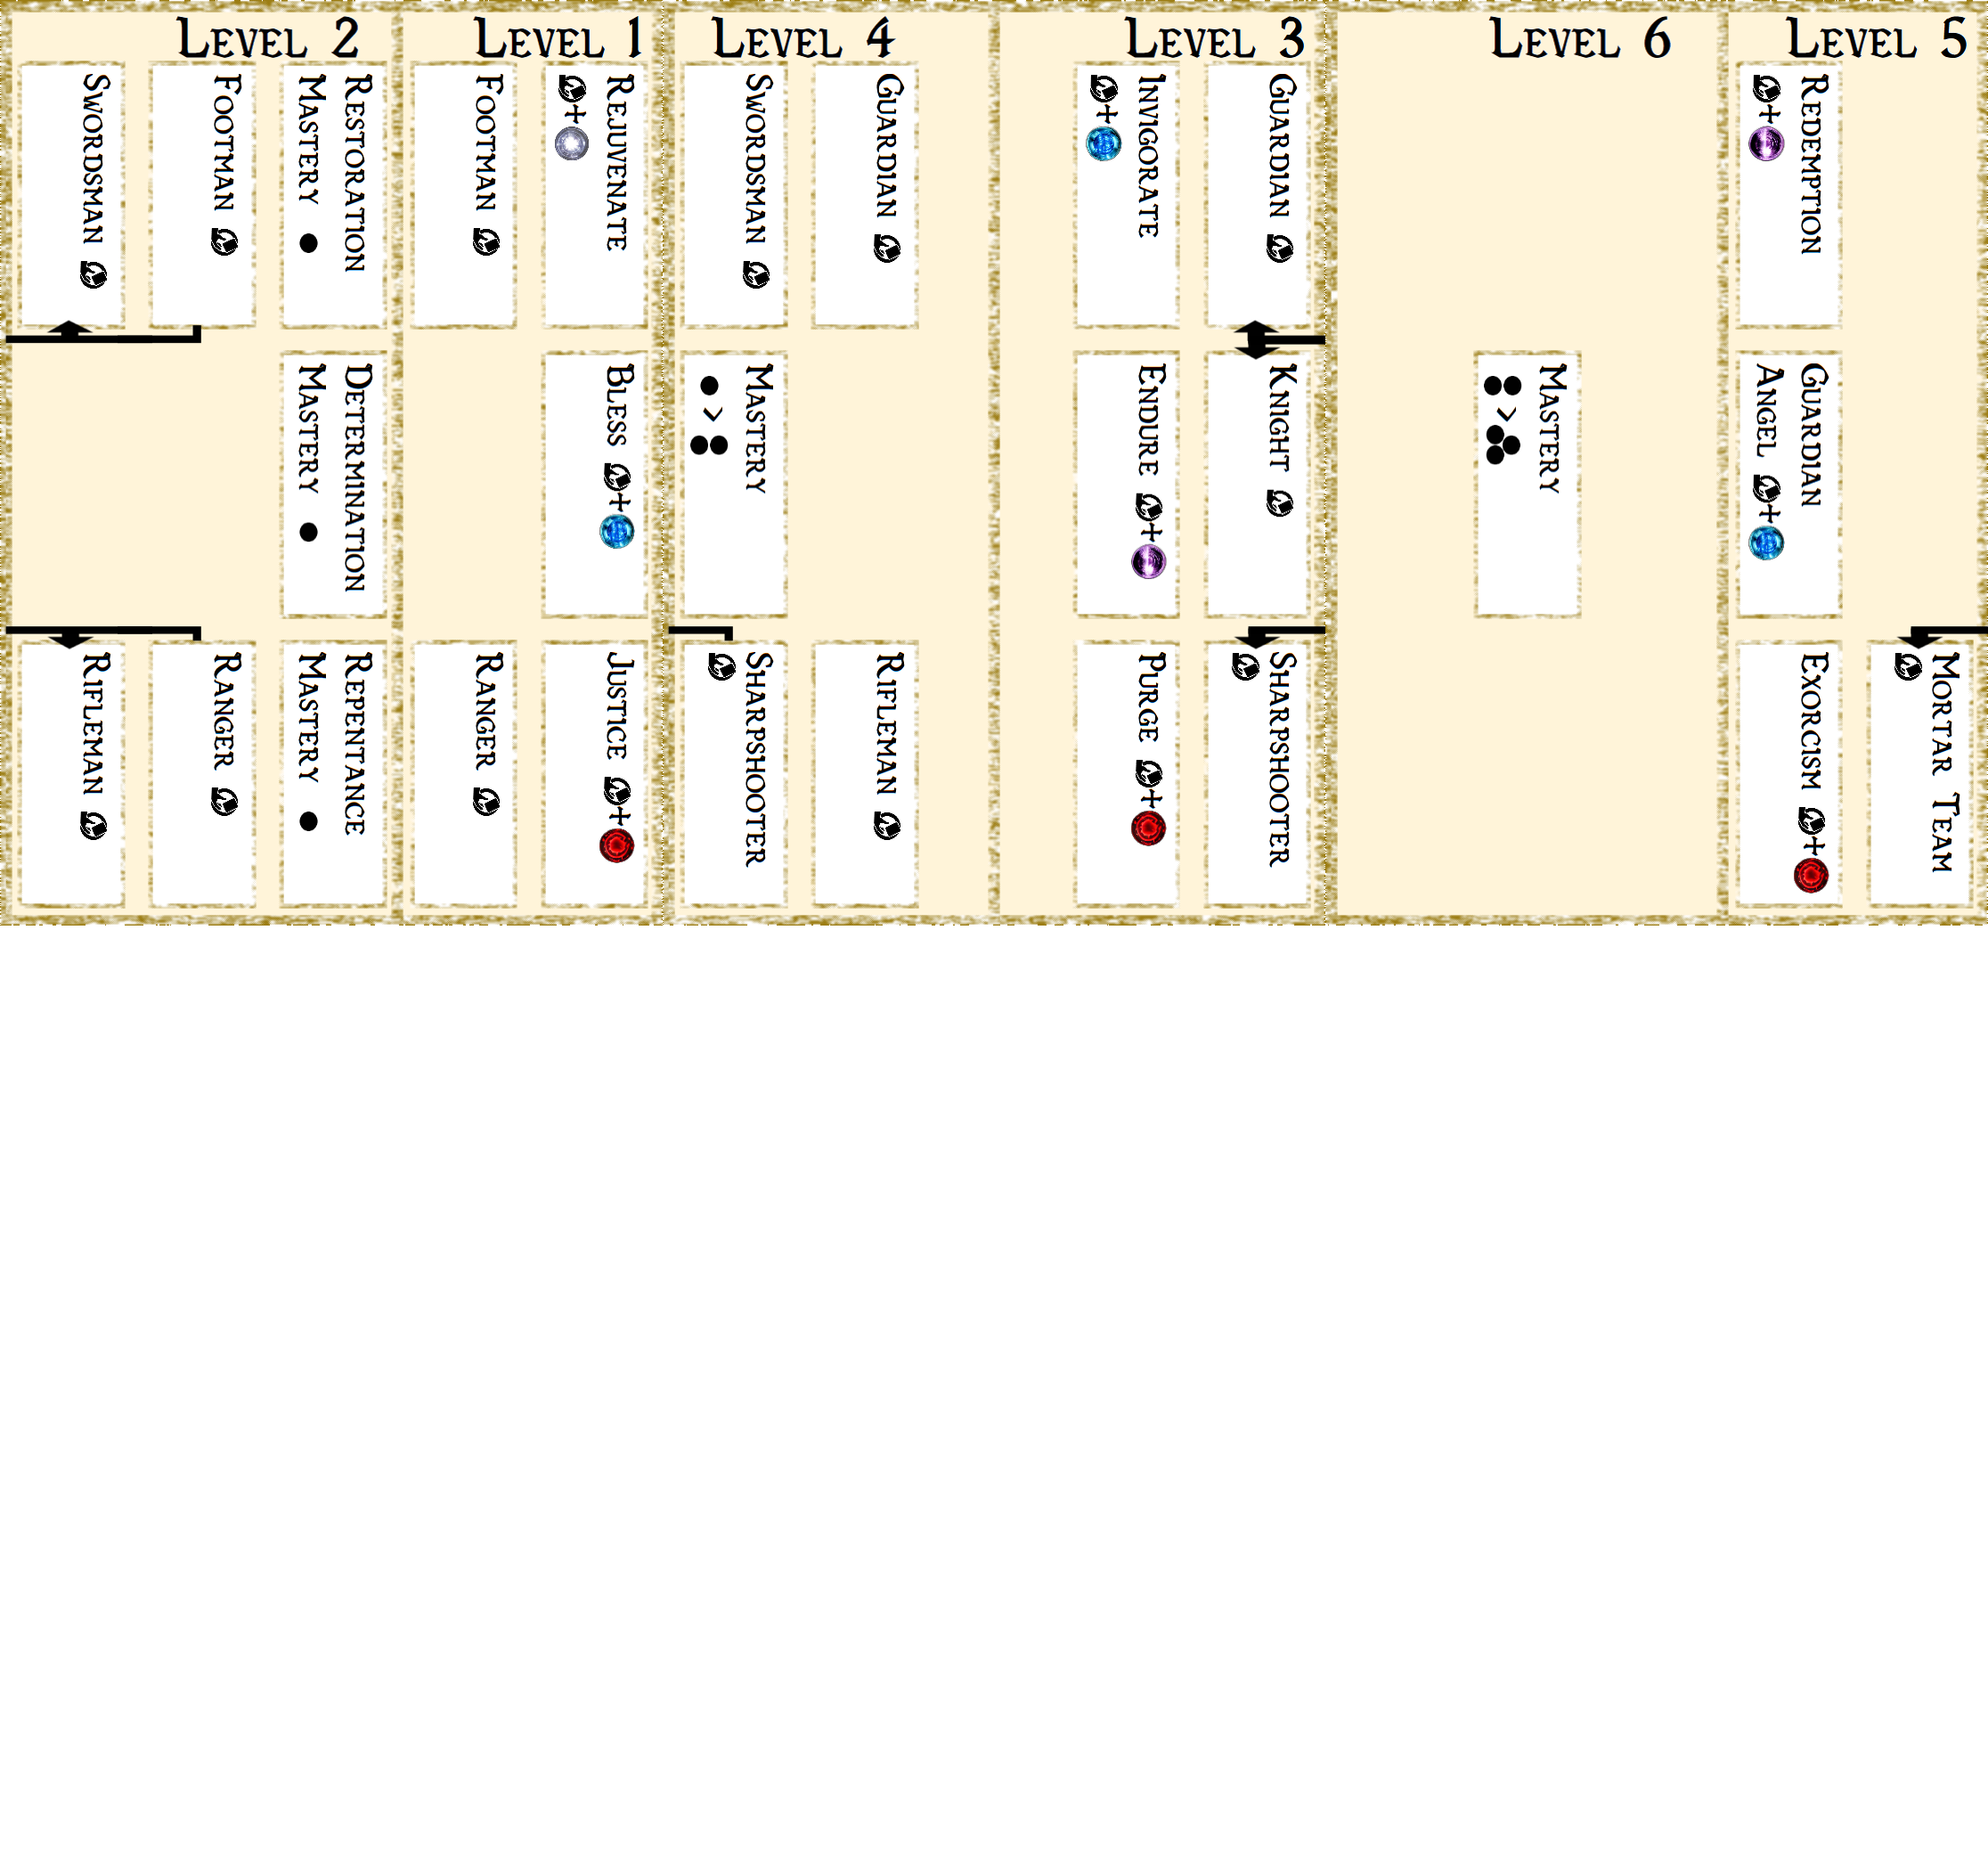 Level 2
Swordsman
Footman
Restoration
Mastery ●
Determination
Mastery ●
Rifleman
Ranger
Repentance
Mastery ●
Level 1
Footman
Rejuvenate
+
Bless +
Ranger
Justice +
Level 4
Swordsman
Guardian
Mastery
● > ●●
Sharpshooter
Rifleman
Level 3
Invigorate
+
Guardian
Endure +
Knight
Purge +
Sharpshooter
Level 6
Mastery
●● > ●●●
Level 5
Redemption
+
Guardian
Angel +
Exorcism +
Mortar Team